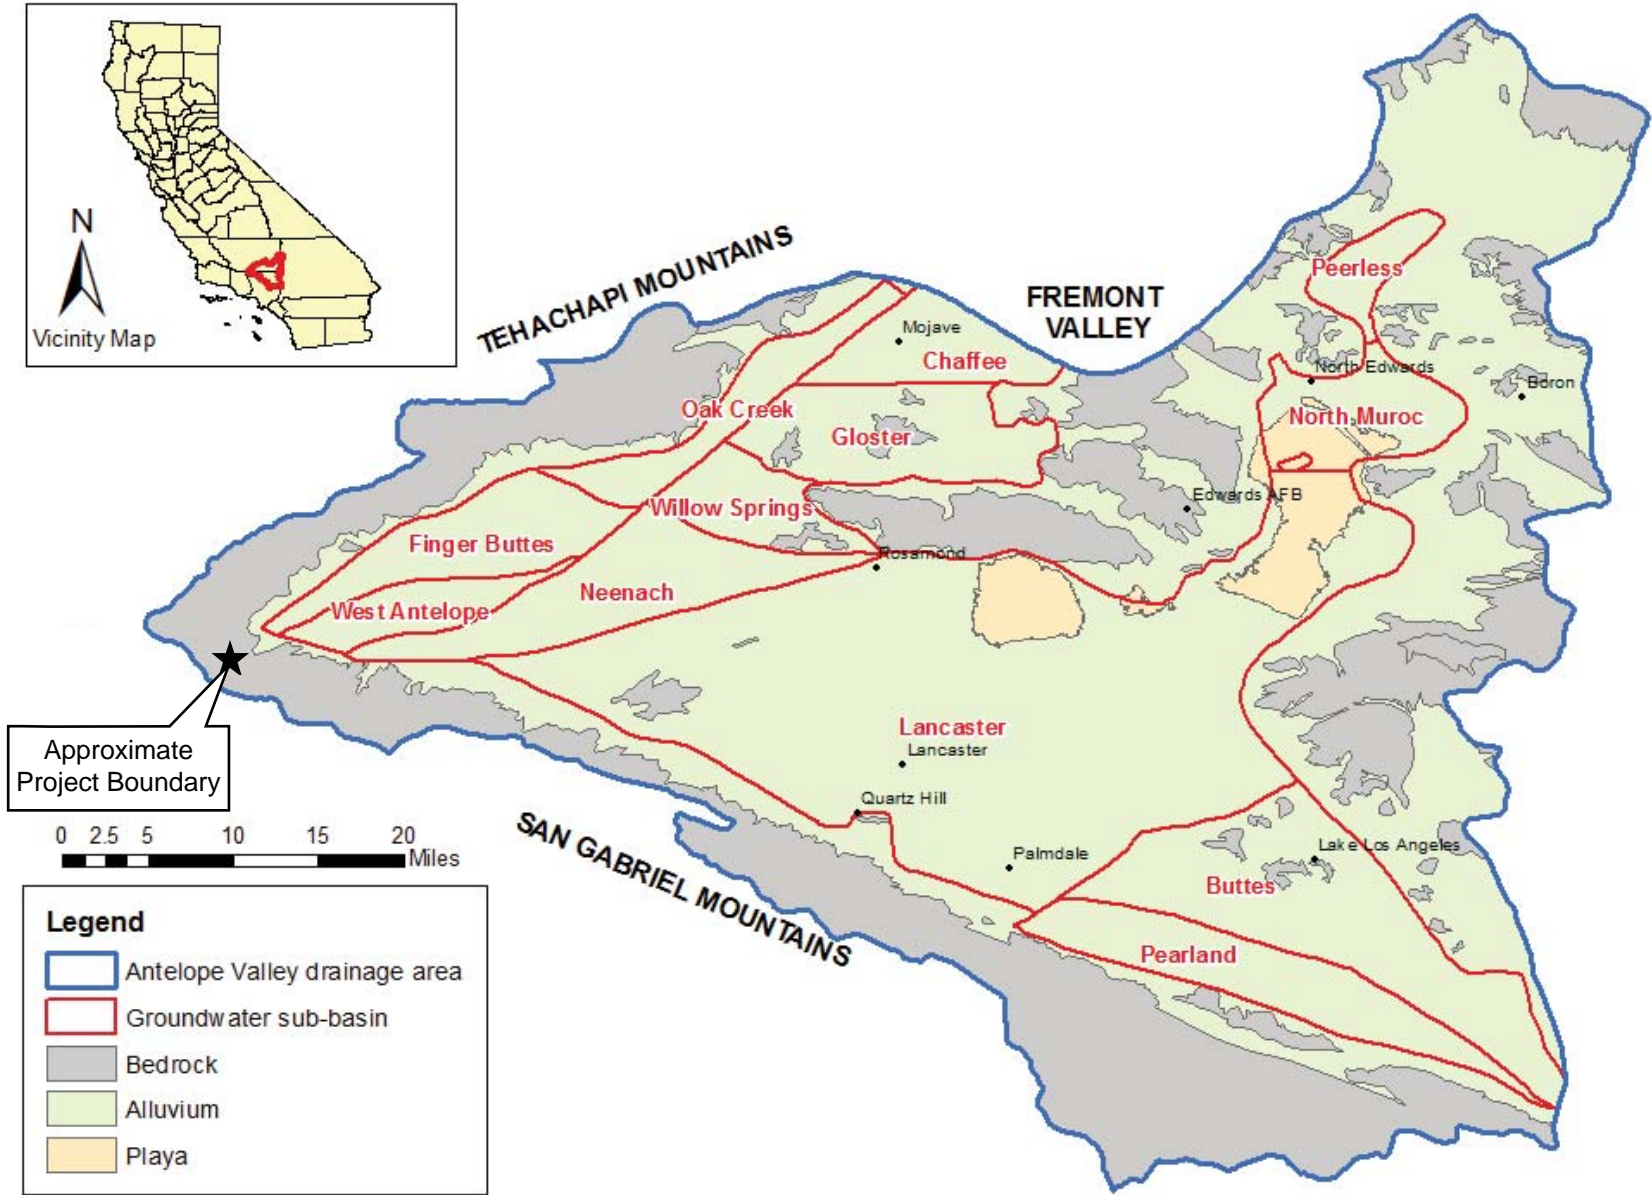 N
Vicinity Map
TEHACHAPI MOUNTAINS
FREMONT
VALLEY
Peerless
Mojave
Chaffee
North Edwards
Boron
Oak Creek
North Muroc
Gloster
Edwards AFB
Willow Springs
Finger Buttes
Rosamond
Neenach
West Antelope
Lancaster
Lancaster
Approximate
Project Boundary
Quartz Hill
0 2.5 5 10 15 20
Miles
SAN GABRIEL MOUNTAINS
Palmdale
Lake Los Angeles
Buttes
Pearland
Legend
Antelope Valley drainage area
Groundwater sub-basin
Bedrock
Alluvium
Playa